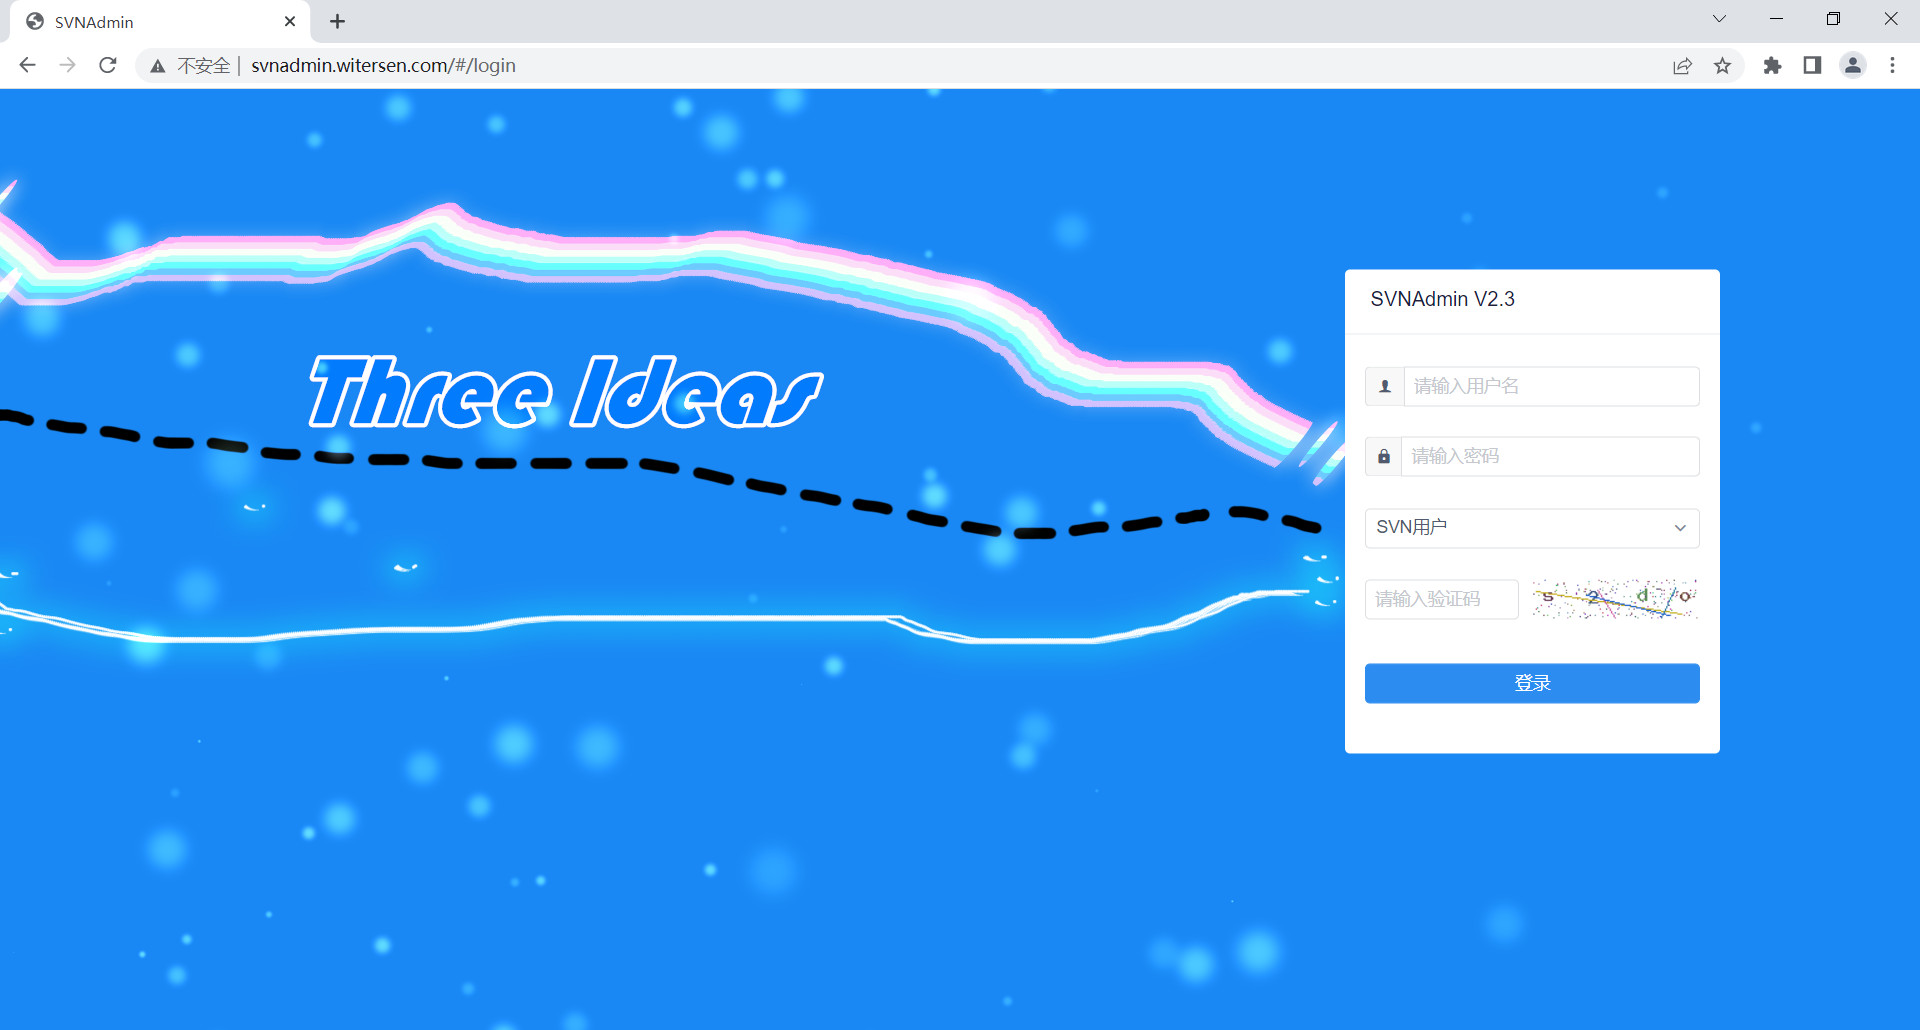 SVNAdmin
不安全 | svnadmin.witersen.com/#/login
Three Ideas
SVNAdmin V2.3
请输入用户名
请输入密码
SVN用户
请输入验证码
登录